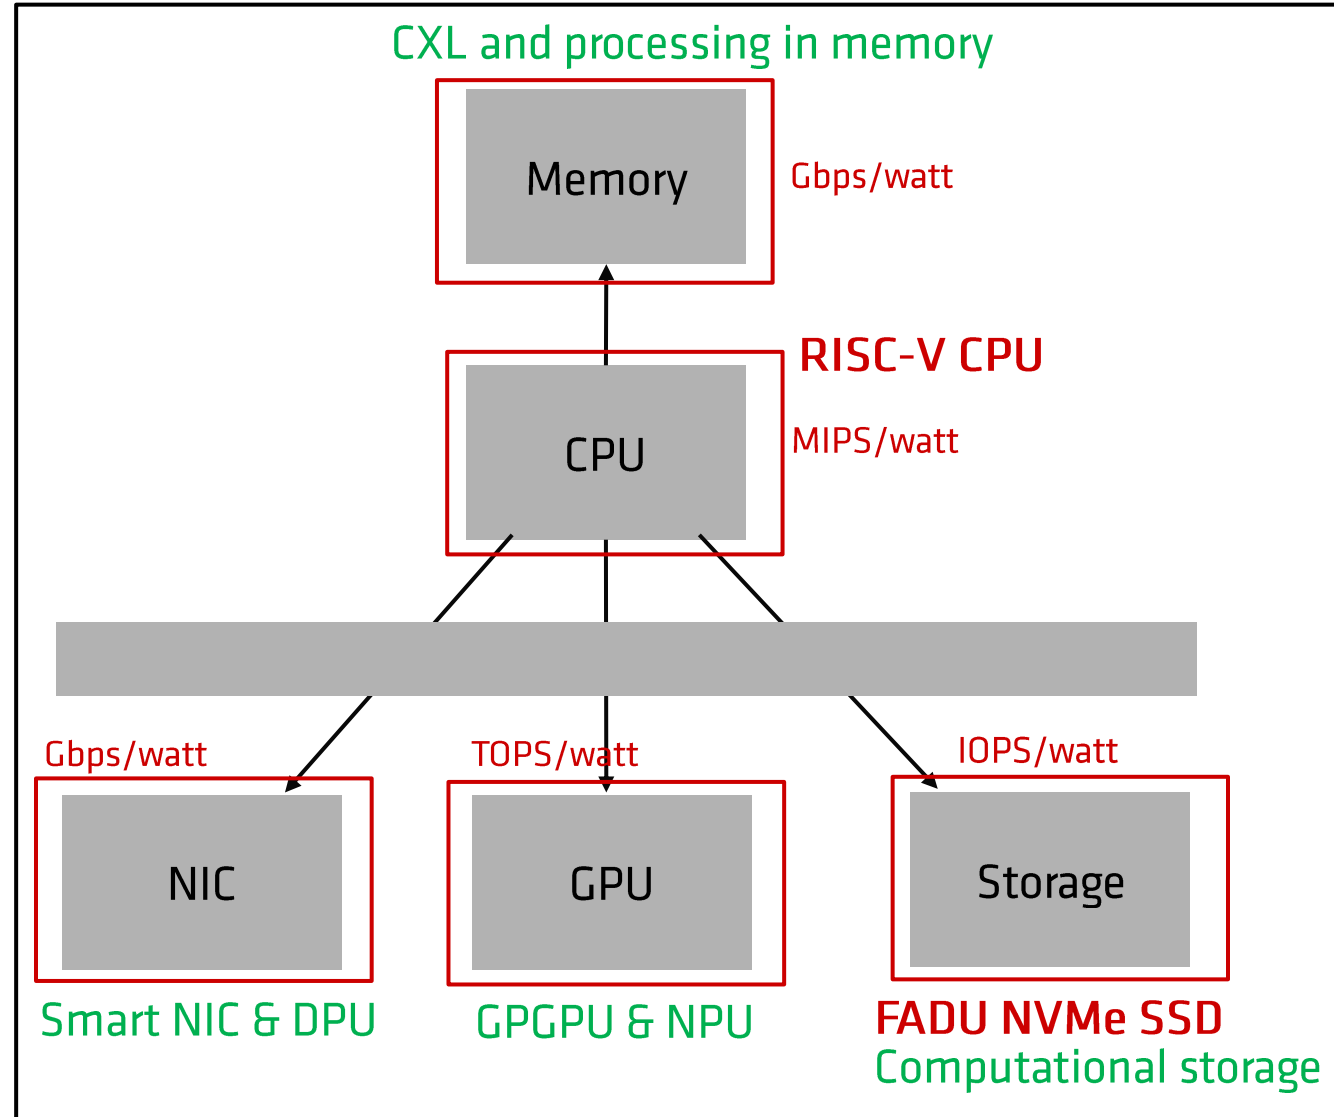 CXL and processing in memory
Memory
Gbps/watt
RISC-V CPU
CPU
MIPS/watt
Gbps/watt
TOPS/watt
IOPS/watt
NIC
GPU
Storage
Smart NIC & DPU
GPGPU & NPU
FADU NVMe SSD
Computational storage